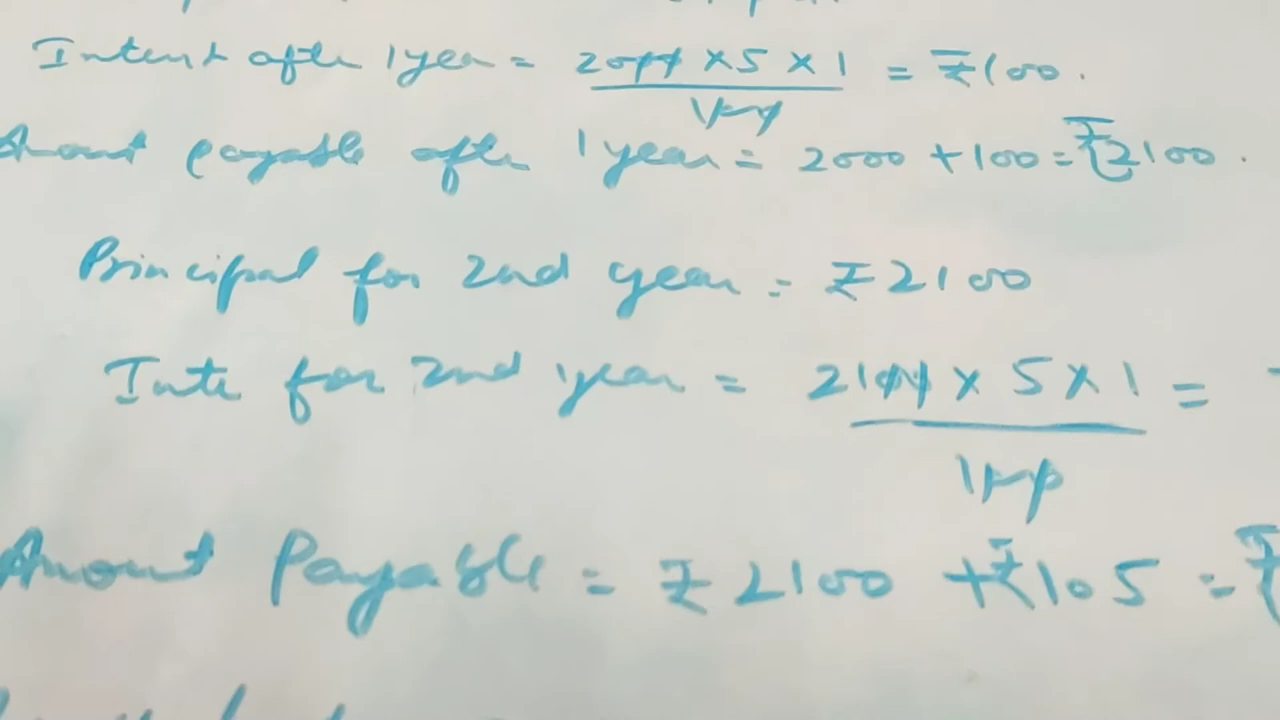 Interest after 1 year = 2000 × 5 × 1 = ₹100.
100
Amount payable after 1 year = 2000 + 100 = ₹2100.
Principal for 2nd year = ₹2100
Inte for 2nd year = 2100 × 5 × 1 =
100
Amount Payable = ₹2100 + ₹105 = ₹